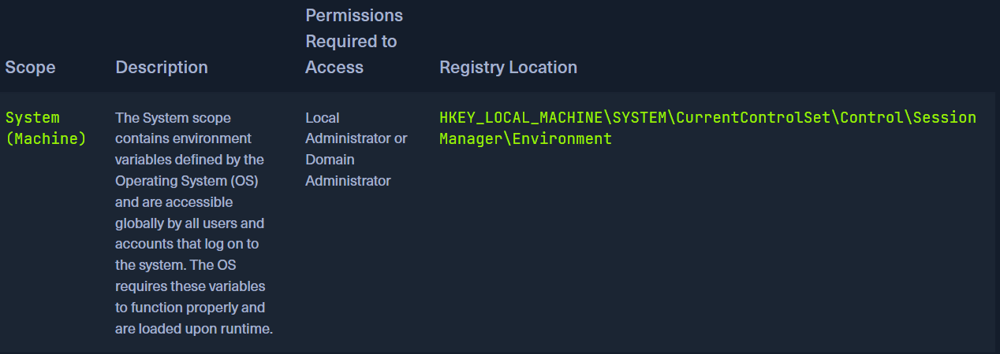 Scope
Description
Permissions
Required to
Access
Registry Location
System
(Machine)
The System scope
contains environment
variables defined by the
Operating System (OS)
and are accessible
globally by all users and
accounts that log on to
the system. The OS
requires these variables
to function properly and
are loaded upon runtime.
Local
Administrator or
Domain
Administrator
HKEY_LOCAL_MACHINE\SYSTEM\CurrentControlSet\Control\Session
Manager\Environment